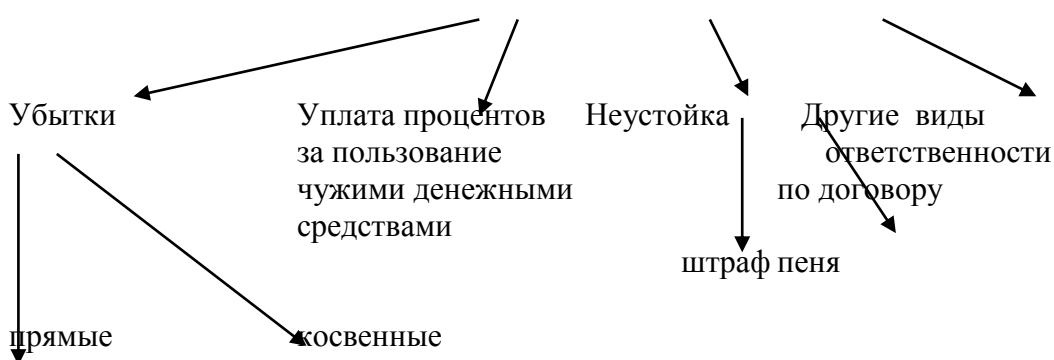 Убытки Уплата процентов Неустойка Другие виды
за пользование ответственности
чужими денежными по договору
средствами
штраф пеня
прямые косвенные